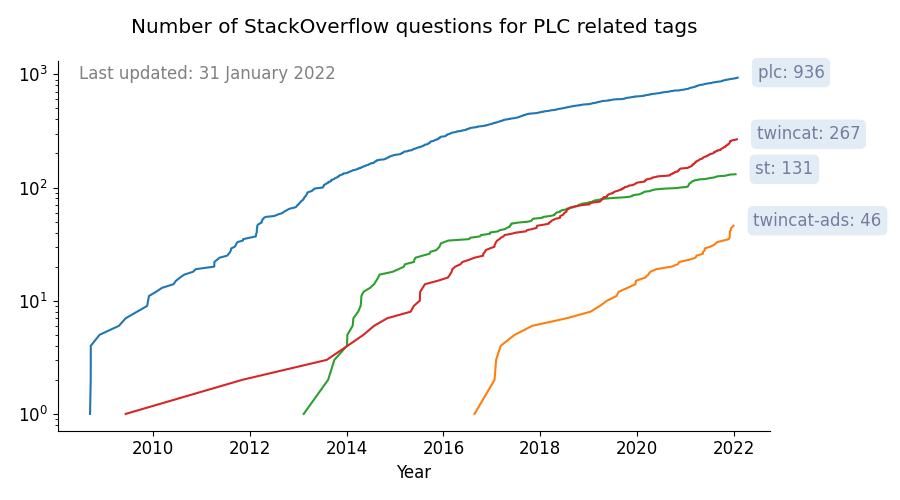 Number of StackOverflow questions for PLC related tags
Last updated: 31 January 2022
10³
10²
10¹
10⁰
plc: 936
twincat: 267
st: 131
twincat-ads: 46
2010 2012 2014 2016 2018 2020 2022
Year